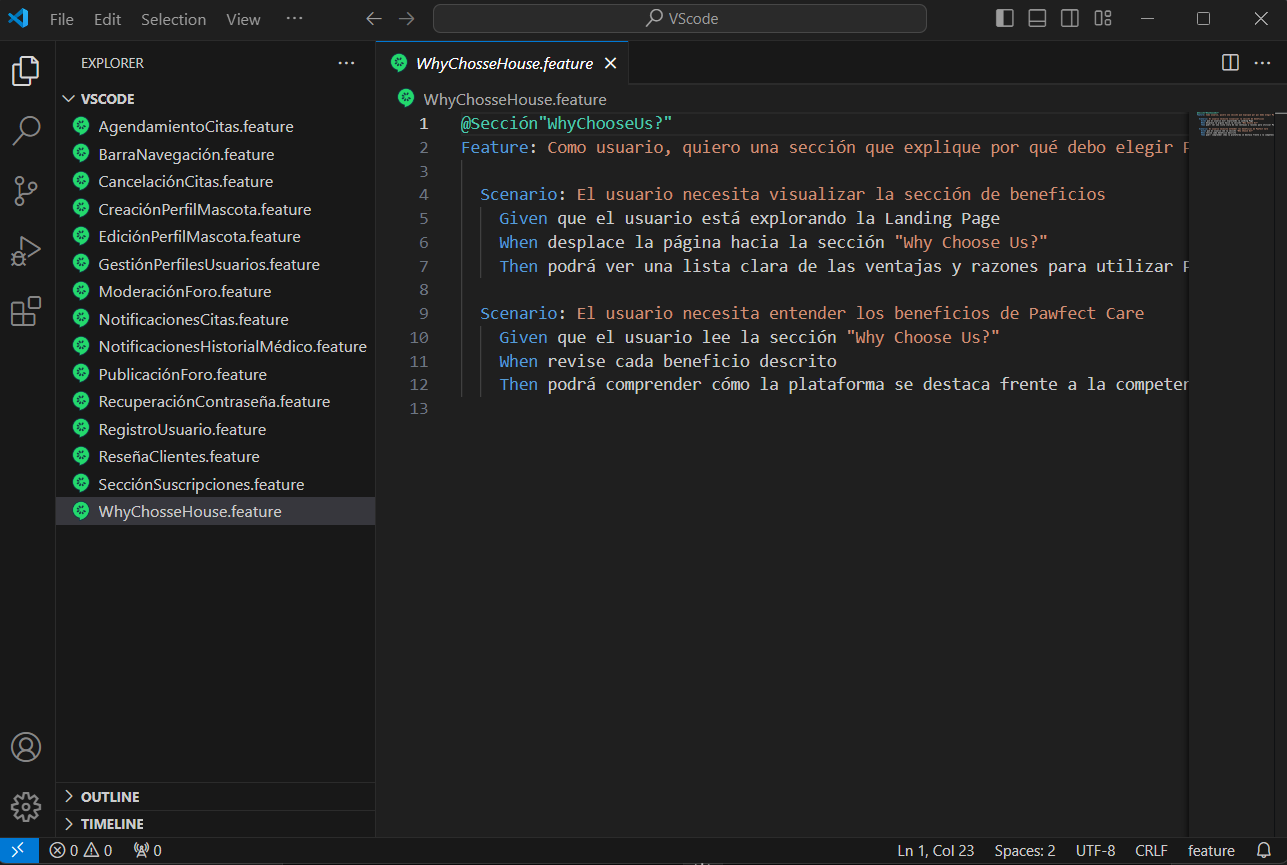 File Edit Selection View ··· VScode
EXPLORER ···
VSCODE
AgendamientoCitas.feature
BarraNavegación.feature
CancelaciónCitas.feature
CreaciónPerfilMascota.feature
EdiciónPerfilMascota.feature
GestiónPerfilesUsuarios.feature
ModeraciónForo.feature
NotificacionesCitas.feature
NotificacionesHistorialMédico.feature
PublicaciónForo.feature
RecuperaciónContraseña.feature
RegistroUsuario.feature
ReseñaClientes.feature
SecciónSuscripciones.feature
WhyChosseHouse.feature
OUTLINE
TIMELINE
WhyChosseHouse.feature
WhyChosseHouse.feature
1 @Sección"WhyChooseUs?"
2 Feature: Como usuario, quiero una sección que explique por qué debo elegir
3
4 Scenario: El usuario necesita visualizar la sección de beneficios
5 Given que el usuario está explorando la Landing Page
6 When desplace la página hacia la sección "Why Choose Us?"
7 Then podrá ver una lista clara de las ventajas y razones para utilizar
8
9 Scenario: El usuario necesita entender los beneficios de Pawfect Care
10 Given que el usuario lee la sección "Why Choose Us?"
11 When revise cada beneficio descrito
12 Then podrá comprender cómo la plataforma se destaca frente a la competen
13
0 0 0 Ln 1, Col 23 Spaces: 2 UTF-8 CRLF feature